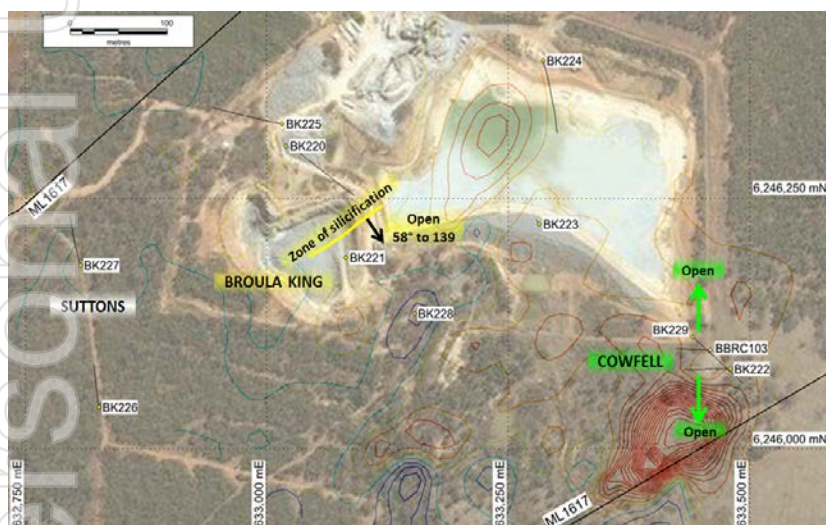 0 100
metres
BK224
BK225
BK220
6,246,250 mN
ML1617
Zone of silicification
Open
58° to 139
BK223
BK221
BK227
BROULA KING
Open
SUTTONS
BK228
BK229
BBRC103
COWFELL
BK222
BK226
Open
6,246,000 mN
632,750 mE
633,000 mE
633,250 mE
633,500 mE
ML1617
ersonal